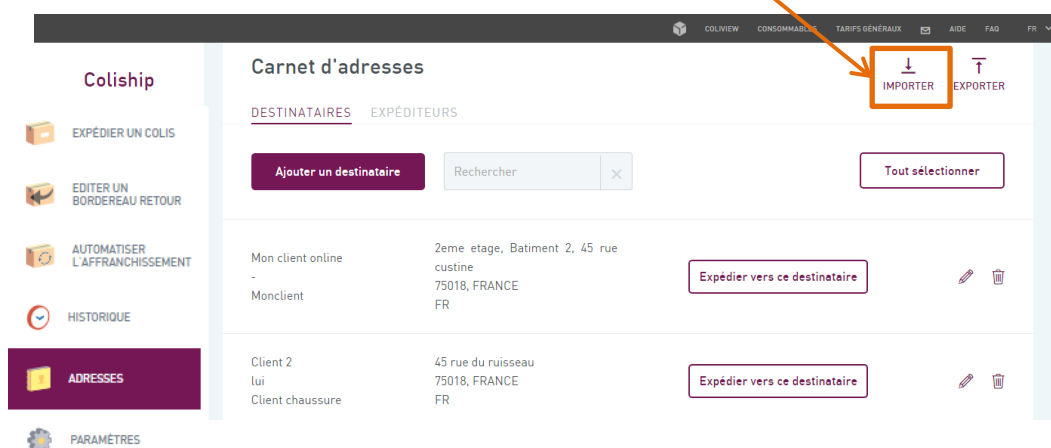 COLIVIEW CONSOMMABLES TARIFS GÉNÉRAUX AIDE FAQ FR
Coliship
EXPÉDIER UN COLIS
EDITER UN
BORDEREAU RETOUR
AUTOMATISER
L'AFFRANCHISSEMENT
HISTORIQUE
ADRESSES
PARAMÈTRES
Carnet d'adresses
IMPORTER EXPORTER
DESTINATAIRES EXPÉDITEURS
Ajouter un destinataire
Rechercher
Tout sélectionner
Mon client online
-
Monclient
2eme etage, Batiment 2, 45 rue
custine
75018, FRANCE
FR
Expédier vers ce destinataire
Client 2
lui
Client chaussure
45 rue du ruisseau
75018, FRANCE
FR
Expédier vers ce destinataire